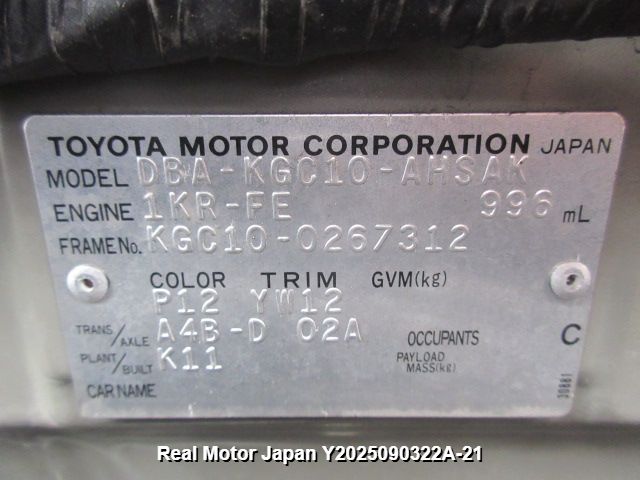 TOYOTA MOTOR CORPORATION JAPAN
MODEL DBA-KGC10-AHSAK
ENGINE 1KR-FE 996 mL
FRAME No. KGC10-0267312
COLOR TRIM GVM(kg)
P12 YW12
TRANS/AXLE A4B-D 02A OCCUPANTS C
PLANT/BUILT K11 PAYLOAD MASS(kg)
CAR NAME
30881
Real Motor Japan Y2025090322A-21